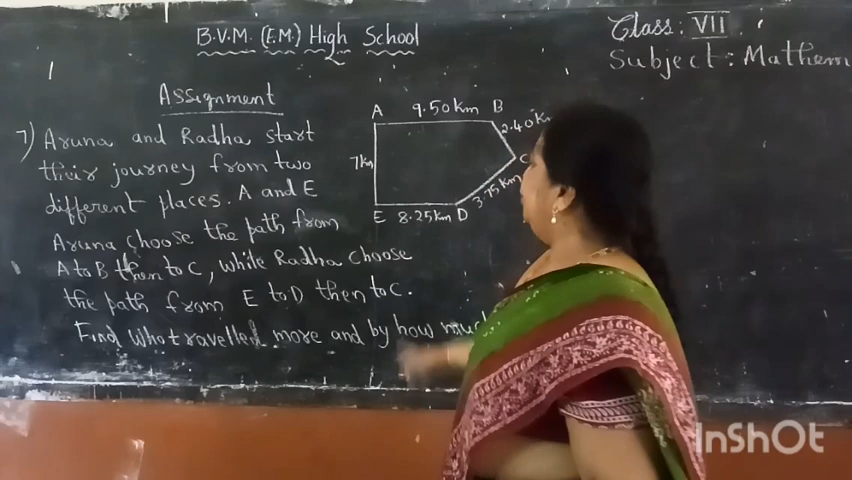 B.V.M. (E.M.) High School
Class: VII
Subject: Mathem
Assignment
7) Aruna and Radha start
their journey from two
different places. A and E
Aruna choose the path from
A to B then to C, while Radha choose
the path from E to D then to C.
Find who travelled more and by how
A 9.50 Km B
2.40 Km
7 Km
C
3.75 Km
E 8.25 Km D
InShOt